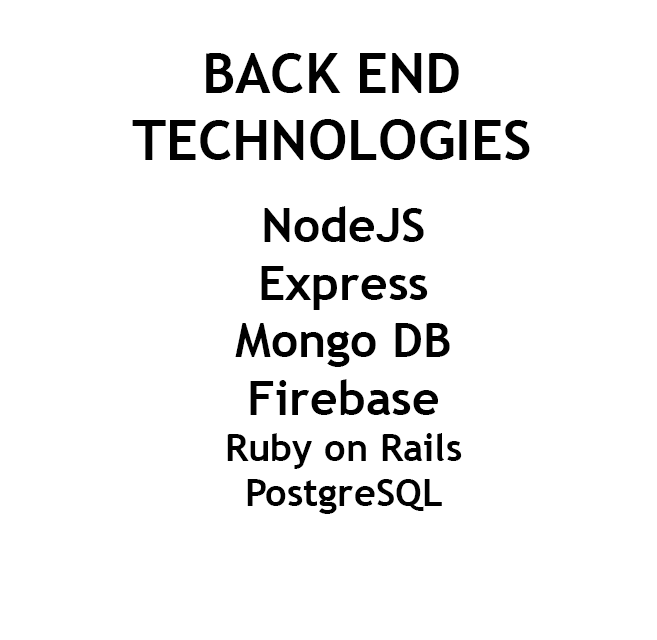 BACK END
TECHNOLOGIES
NodeJS
Express
Mongo DB
Firebase
Ruby on Rails
PostgreSQL